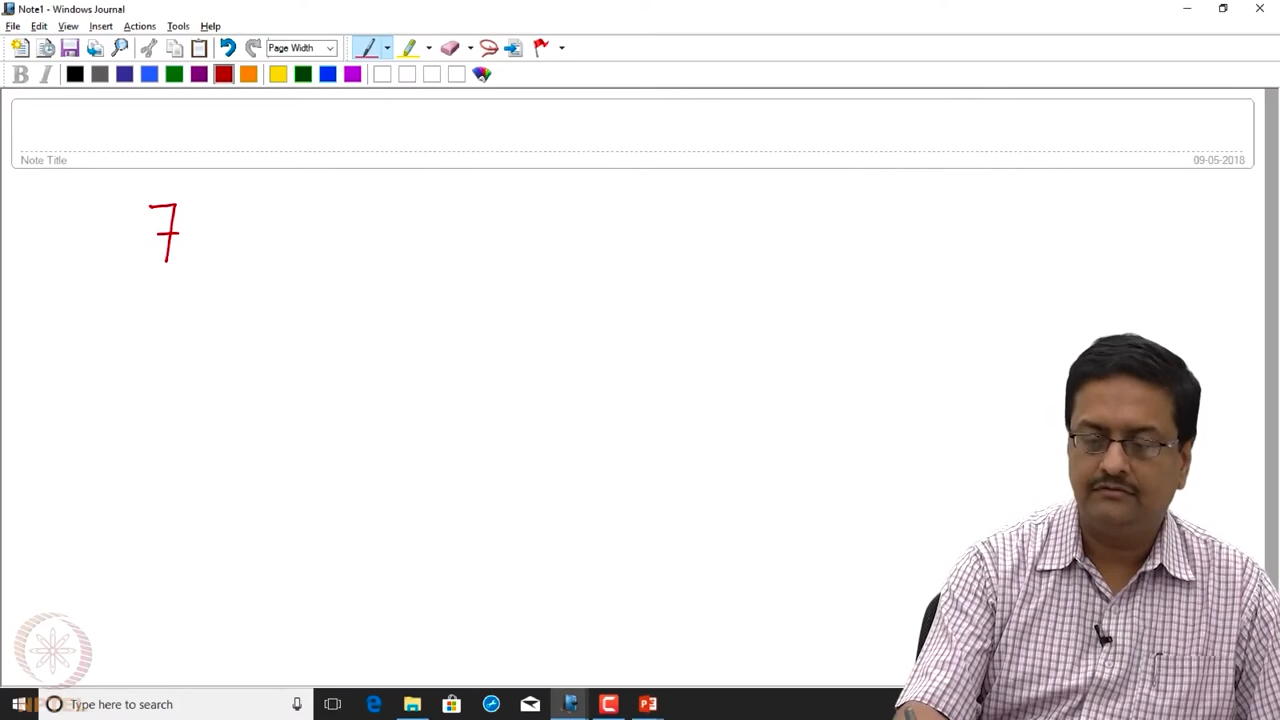 Note1 - Windows Journal
File Edit View Insert Actions Tools Help
Page Width
B I
Note Title
09-05-2018
7
Type here to search